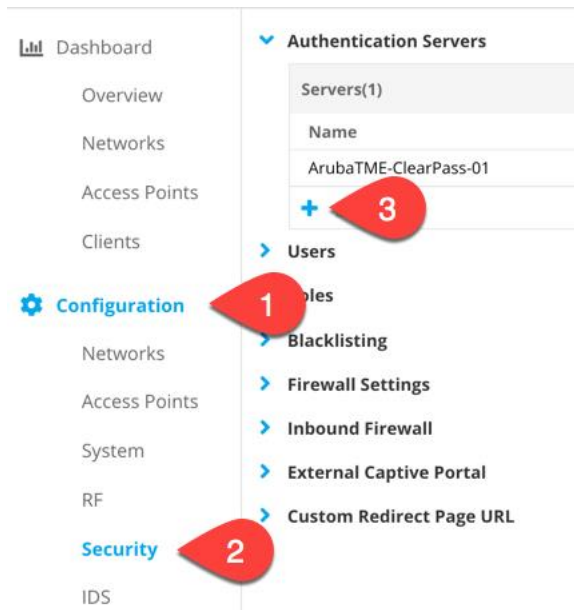 Dashboard
Overview
Networks
Access Points
Clients
Configuration
Networks
Access Points
System
RF
Security
IDS
Authentication Servers
Servers(1)
Name
ArubaTME-ClearPass-01
+
3
Users
1
oles
Blacklisting
Firewall Settings
Inbound Firewall
External Captive Portal
Custom Redirect Page URL
2